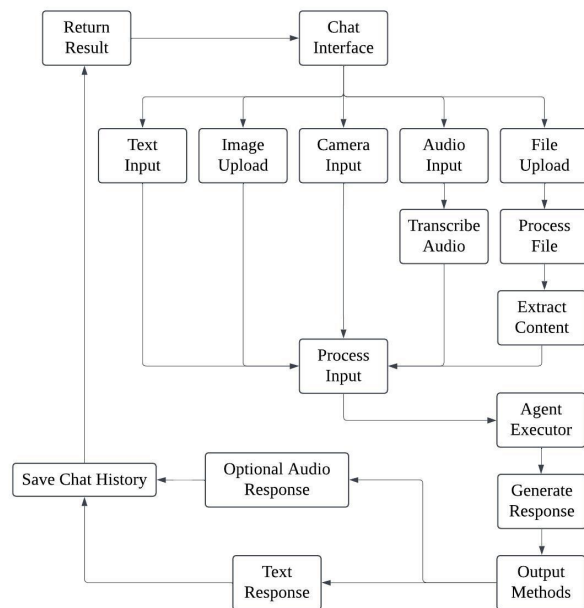 Return
Result
Chat
Interface
Text
Input
Image
Upload
Camera
Input
Audio
Input
File
Upload
Transcribe
Audio
Process
File
Extract
Content
Process
Input
Agent
Executor
Save Chat History
Optional Audio
Response
Generate
Response
Text
Response
Output
Methods